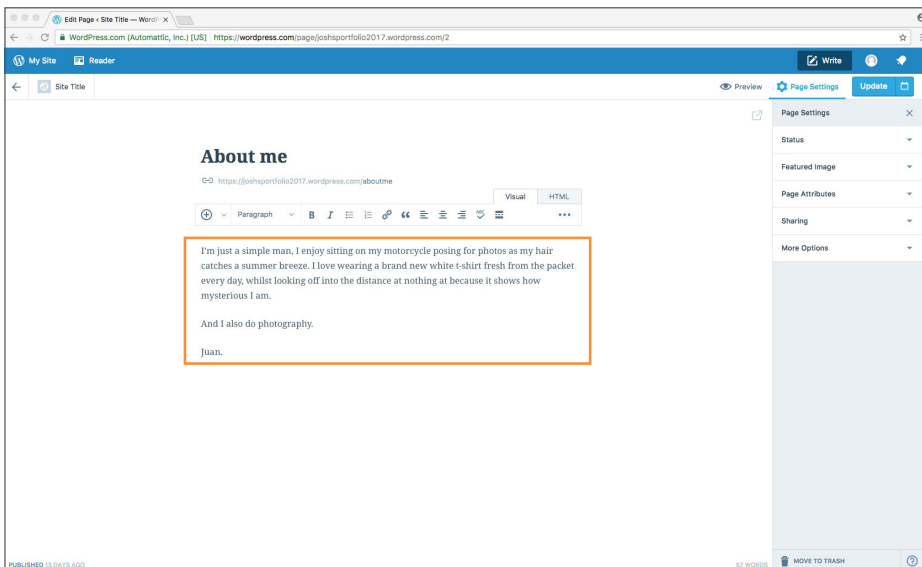 Edit Page ‹ Site Title — WordP
WordPress.com (Automattic, Inc.) [US] https://wordpress.com/page/joshsportfolio2017.wordpress.com/2
My Site Reader Write
Site Title Preview Page Settings Update
Page Settings
Status
Featured Image
Page Attributes
Sharing
More Options
About me
https://joshsportfolio2017.wordpress.com/aboutme
Visual HTML
Paragraph B I ABC
I'm just a simple man, I enjoy sitting on my motorcycle posing for photos as my hair
catches a summer breeze. I love wearing a brand new white t-shirt fresh from the packet
every day, whilst looking off into the distance at nothing at because it shows how
mysterious I am.
And I also do photography.
Juan.
PUBLISHED 13 DAYS AGO 57 WORDS MOVE TO TRASH